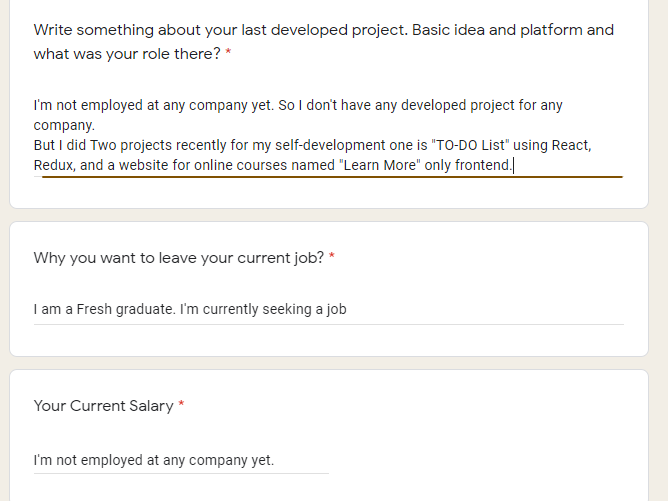 Write something about your last developed project. Basic idea and platform and
what was your role there? *
I'm not employed at any company yet. So I don't have any developed project for any
company.
But I did Two projects recently for my self-development one is "TO-DO List" using React,
Redux, and a website for online courses named "Learn More" only frontend.
Why you want to leave your current job? *
I am a Fresh graduate. I'm currently seeking a job
Your Current Salary *
I'm not employed at any company yet.